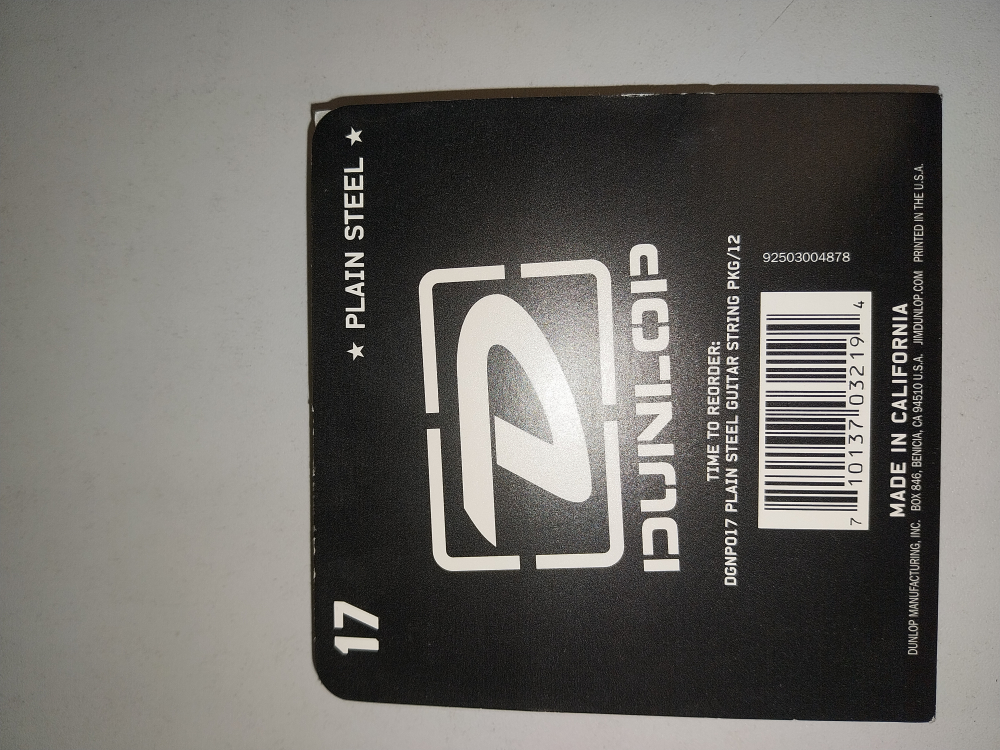 17
★ PLAIN STEEL ★
DUNLOP
TIME TO REORDER:
DGNPO17 PLAIN STEEL GUITAR STRING PKG/12
92503004878
7 10137 03219 4
MADE IN CALIFORNIA
DUNLOP MANUFACTURING, INC. BOX 846, BENICIA, CA 94510 U.S.A. JIMDUNLOP.COM PRINTED IN THE U.S.A.